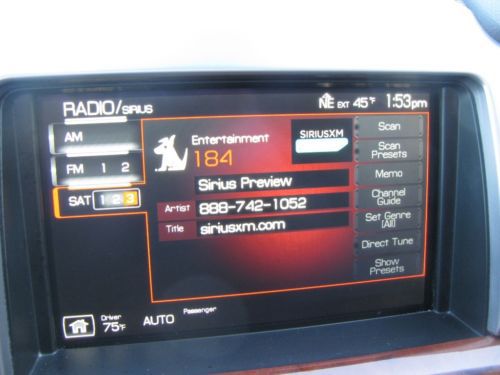 RADIO/SIRIUS NE EXT 45°F 1:53pm
AM
FM 1 2
SAT 1 2 3
Entertainment
184
SIRIUSXM
Sirius Preview
Artist 888-742-1052
Title siriusxm.com
Scan
Scan
Presets
Memo
Channel
Guide
Set Genre
[All]
Direct Tune
Show
Presets
Driver
75°F
AUTO
Passenger